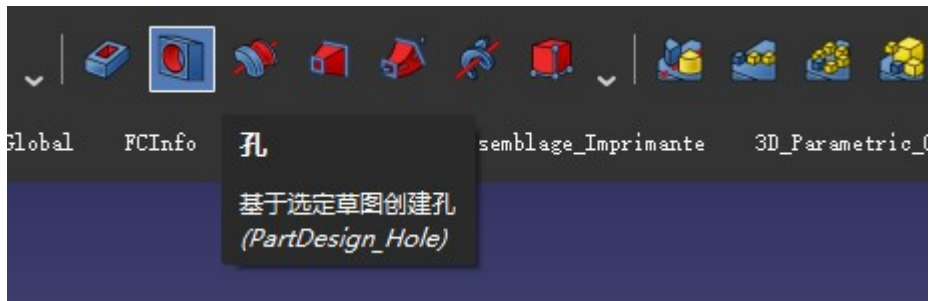 Global FCInfo semblage_Imprimante 3D_Parametric_
孔
基于选定草图创建孔
(PartDesign_Hole)